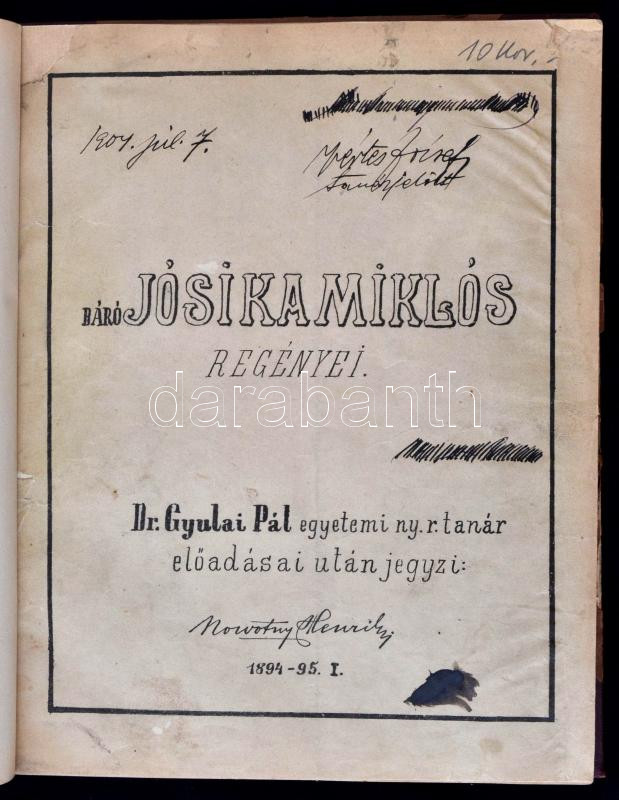 10 Kor.
1901. júl. 7.
Vértes József
tanárjelölt
BÁRÓ JÓSIKA MIKLÓS
REGÉNYEI.
darabanth
Dr. Gyulai Pál egyetemi ny. r. tanár
előadásai után jegyzi:
Nowotny Henrik
1894-95. I.